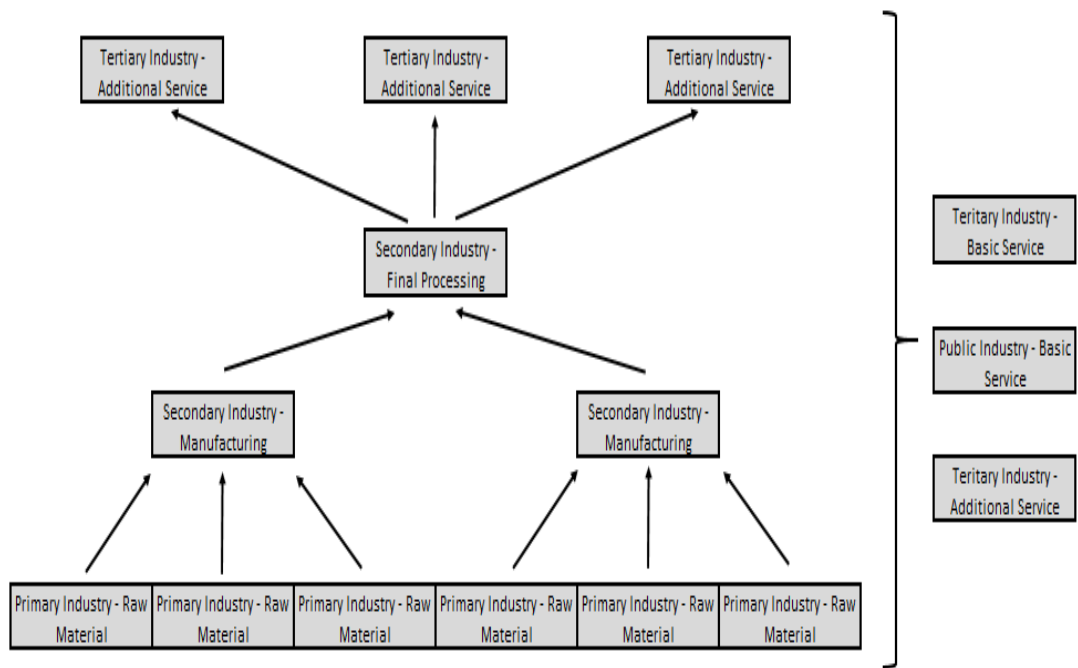 Tertiary Industry -
Additional Service
Tertiary Industry -
Additional Service
Tertiary Industry -
Additional Service
Teritary Industry -
Basic Service
Secondary Industry -
Final Processing
Public Industry - Basic
Service
Secondary Industry -
Manufacturing
Secondary Industry -
Manufacturing
Teritary Industry -
Additional Service
Primary Industry - Raw
Material
Primary Industry - Raw
Material
Primary Industry - Raw
Material
Primary Industry - Raw
Material
Primary Industry - Raw
Material
Primary Industry - Raw
Material